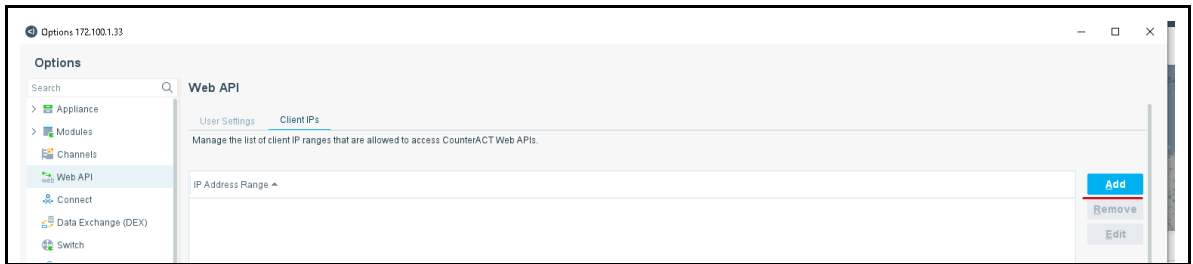 Options 172.100.1.33
Options
Search
Web API
Appliance
User Settings
Client IPs
Modules
Manage the list of client IP ranges that are allowed to access CounterACT Web APIs.
Channels
web Web API
IP Address Range
Add
Connect
Remove
Data Exchange (DEX)
Edit
Switch